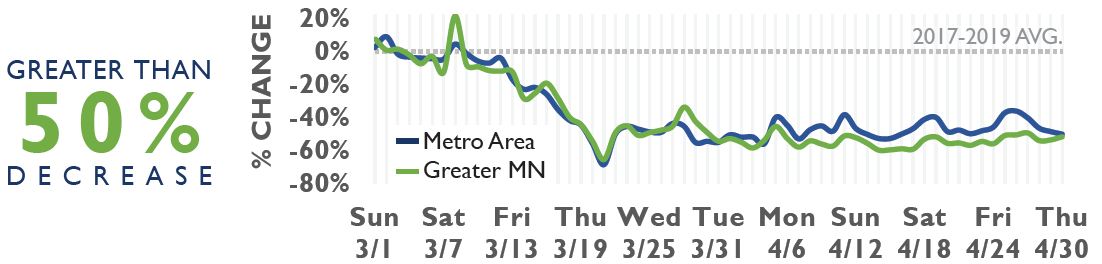 GREATER THAN
50%
DECREASE
% CHANGE
20%
0%
-20%
-40%
-60%
-80%
2017-2019 AVG.
Metro Area
Greater MN
Sun Sat Fri Thu Wed Tue Mon Sun Sat Fri Thu
3/1 3/7 3/13 3/19 3/25 3/31 4/6 4/12 4/18 4/24 4/30